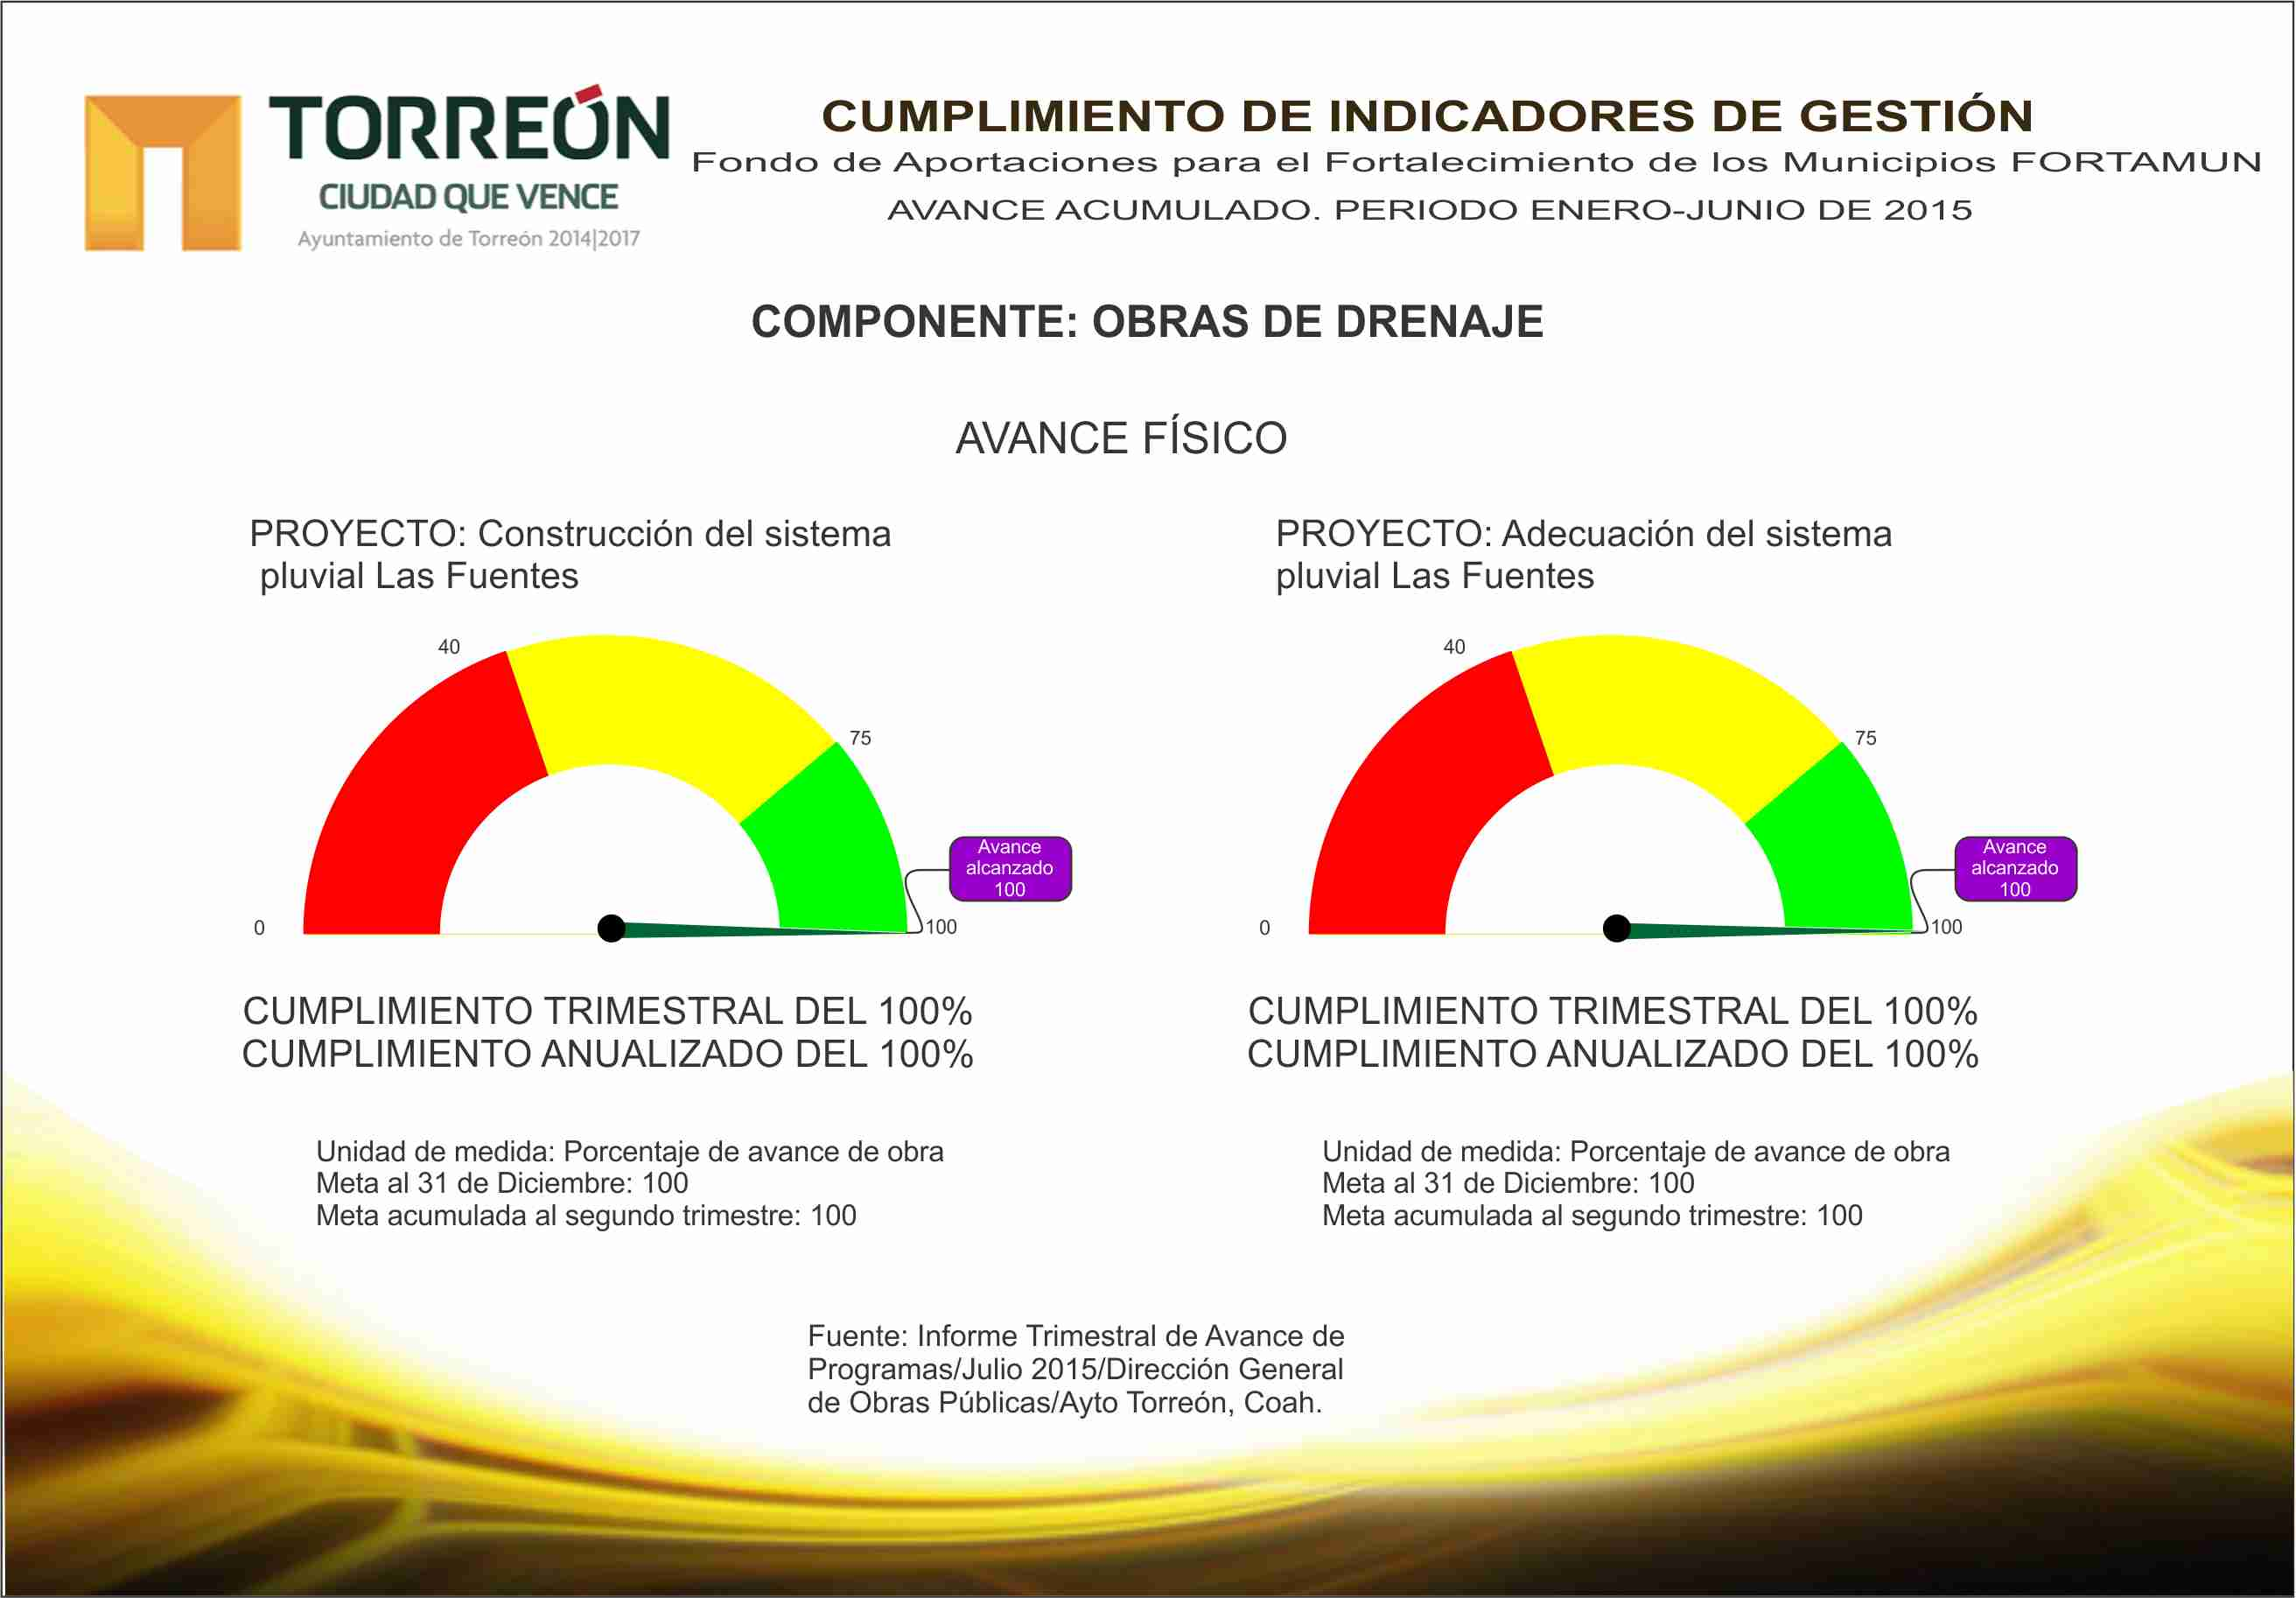 TORREÓN
CIUDAD QUE VENCE
Ayuntamiento de Torreón 2014|2017
CUMPLIMIENTO DE INDICADORES DE GESTIÓN
Fondo de Aportaciones para el Fortalecimiento de los Municipios FORTAMUN
AVANCE ACUMULADO. PERIODO ENERO-JUNIO DE 2015
COMPONENTE: OBRAS DE DRENAJE
AVANCE FÍSICO
PROYECTO: Construcción del sistema
pluvial Las Fuentes
40
75
Avance
alcanzado
100
0
100
CUMPLIMIENTO TRIMESTRAL DEL 100%
CUMPLIMIENTO ANUALIZADO DEL 100%
Unidad de medida: Porcentaje de avance de obra
Meta al 31 de Diciembre: 100
Meta acumulada al segundo trimestre: 100
PROYECTO: Adecuación del sistema
pluvial Las Fuentes
40
75
Avance
alcanzado
100
0
100
CUMPLIMIENTO TRIMESTRAL DEL 100%
CUMPLIMIENTO ANUALIZADO DEL 100%
Unidad de medida: Porcentaje de avance de obra
Meta al 31 de Diciembre: 100
Meta acumulada al segundo trimestre: 100
Fuente: Informe Trimestral de Avance de
Programas/Julio 2015/Dirección General
de Obras Públicas/Ayto Torreón, Coah.